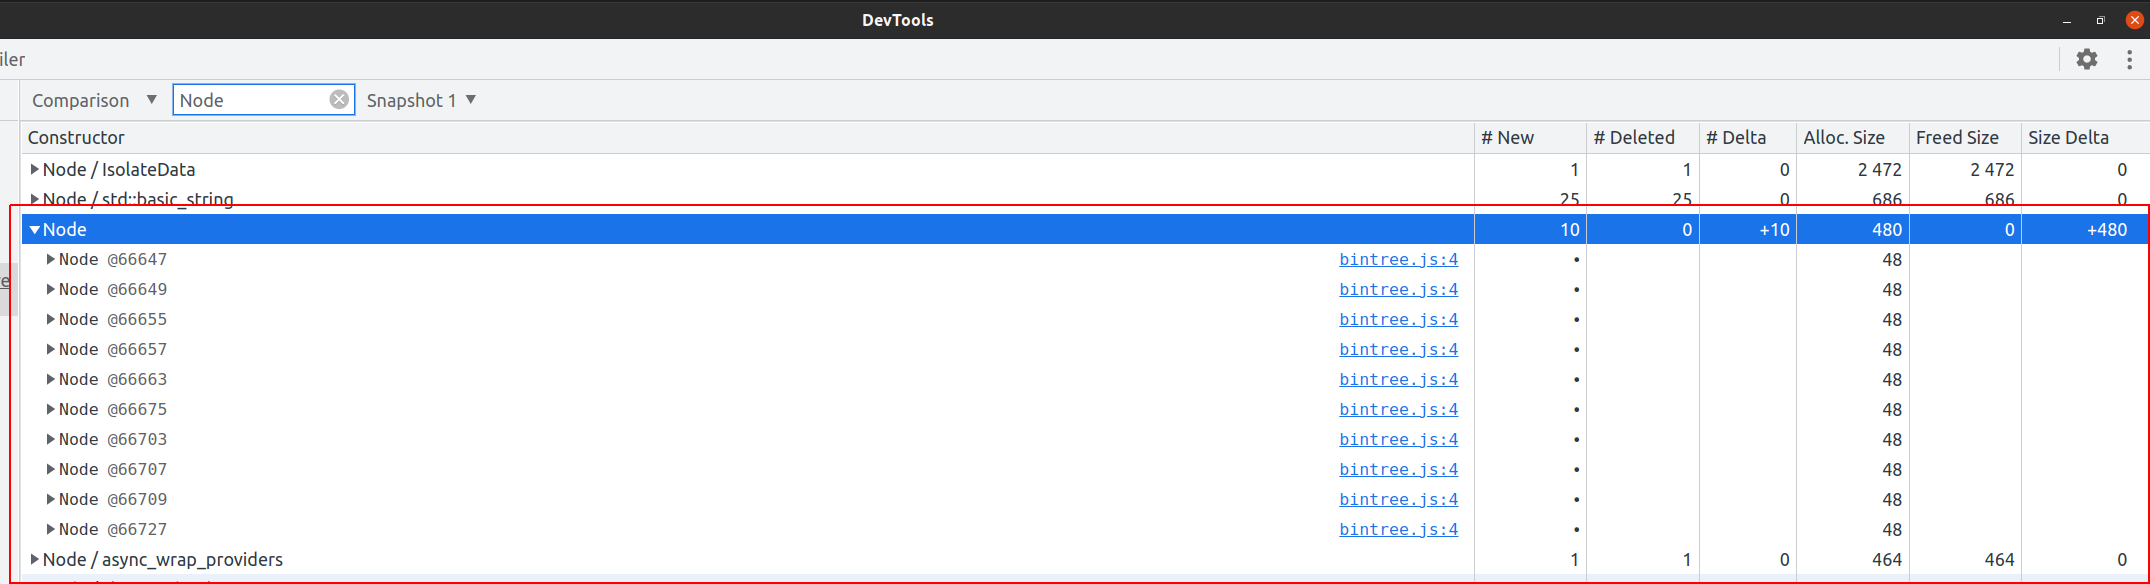 DevTools
iler
Comparison Node Snapshot 1
Constructor # New # Deleted # Delta Alloc. Size Freed Size Size Delta
Node / IsolateData 1 1 0 2 472 2 472 0
Node / std::basic_string 25 25 0 686 686 0
Node 10 0 +10 480 0 +480
Node @66647 bintree.js:4 • 48
Node @66649 bintree.js:4 • 48
Node @66655 bintree.js:4 • 48
Node @66657 bintree.js:4 • 48
Node @66663 bintree.js:4 • 48
Node @66675 bintree.js:4 • 48
Node @66703 bintree.js:4 • 48
Node @66707 bintree.js:4 • 48
Node @66709 bintree.js:4 • 48
Node @66727 bintree.js:4 • 48
Node / async_wrap_providers 1 1 0 464 464 0